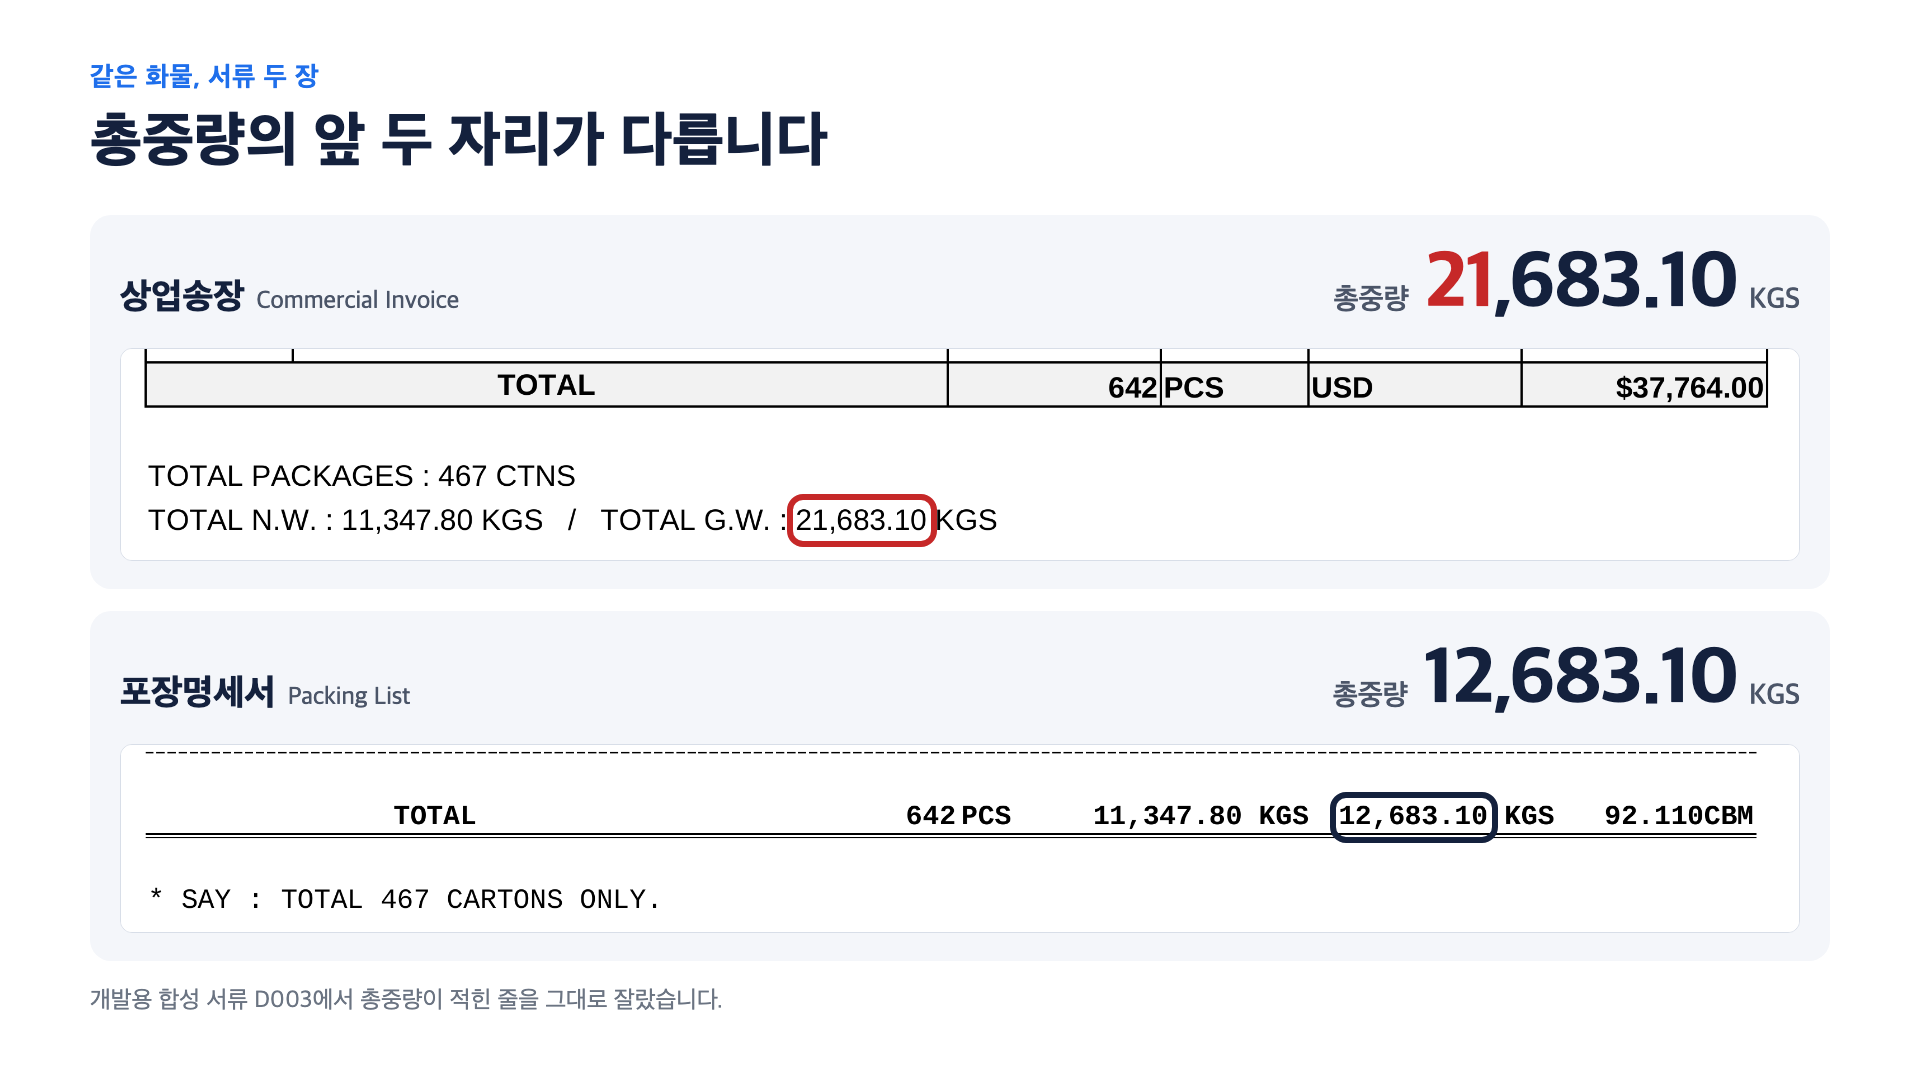 같은 화물, 서류 두 장
총중량의 앞 두 자리가 다릅니다
상업송장 Commercial Invoice 총중량 21,683.10 KGS
TOTAL 642 PCS USD $37,764.00
TOTAL PACKAGES : 467 CTNS
TOTAL N.W. : 11,347.80 KGS / TOTAL G.W. : 21,683.10 KGS
포장명세서 Packing List 총중량 12,683.10 KGS
TOTAL 642 PCS 11,347.80 KGS 12,683.10 KGS 92.110CBM
* SAY : TOTAL 467 CARTONS ONLY.
개발용 합성 서류 D003에서 총중량이 적힌 줄을 그대로 잘랐습니다.